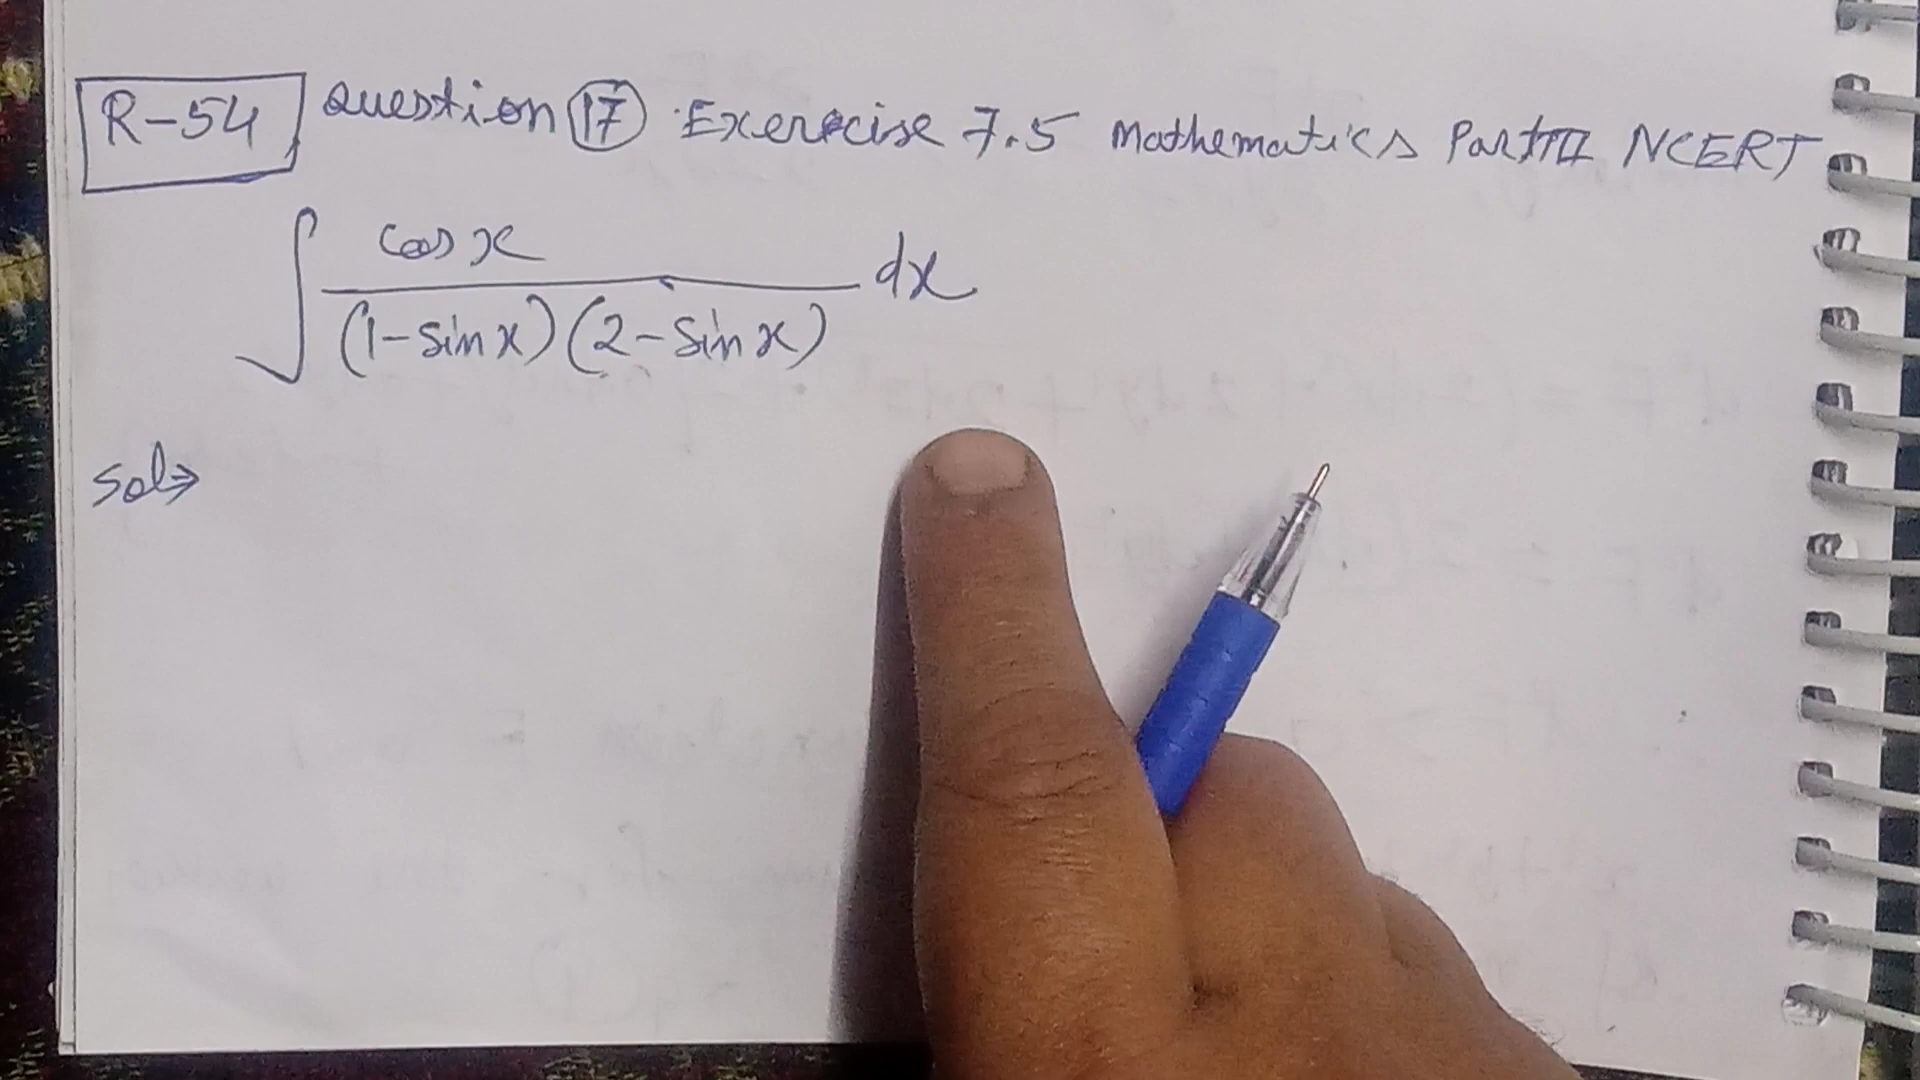 R-54 Question 17 Exercise 7.5 Mathematics Part II NCERT
∫ cos x / (1-sin x)(2-sin x) dx
Sol⇒